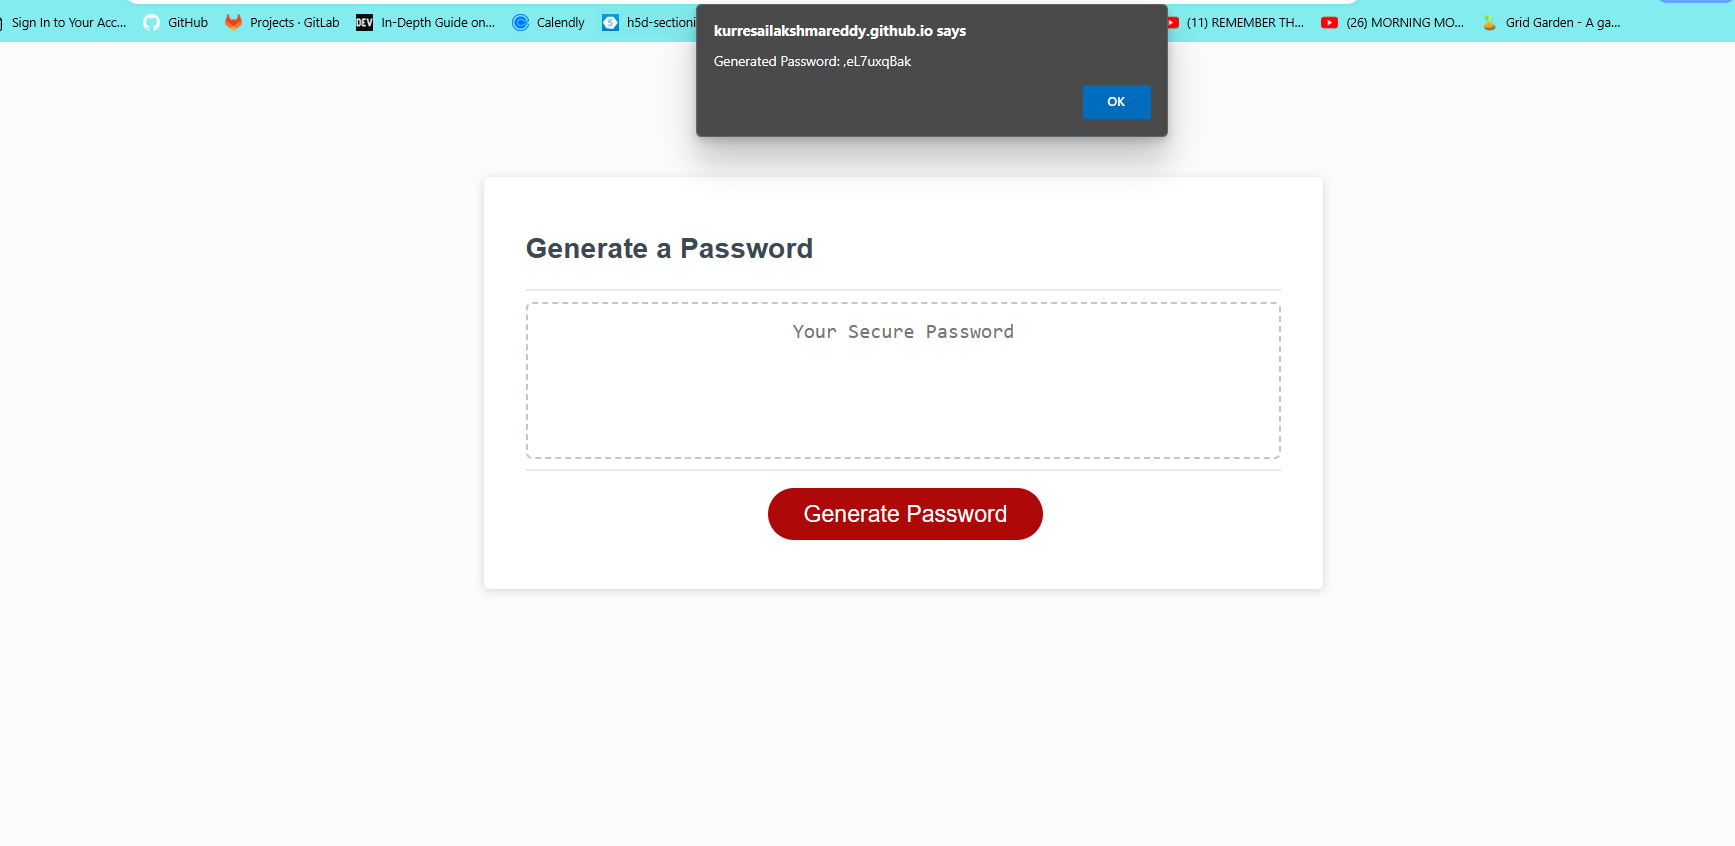 Sign In to Your Acc...
GitHub
Projects · GitLab
DEV
In-Depth Guide on...
Calendly
5
h5d-sectioni
(11) REMEMBER TH...
(26) MORNING MO...
Grid Garden - A ga...
kurresailakshmareddy.github.io says
Generated Password: ,eL7uxqBak
OK
Generate a Password
Your Secure Password
Generate Password